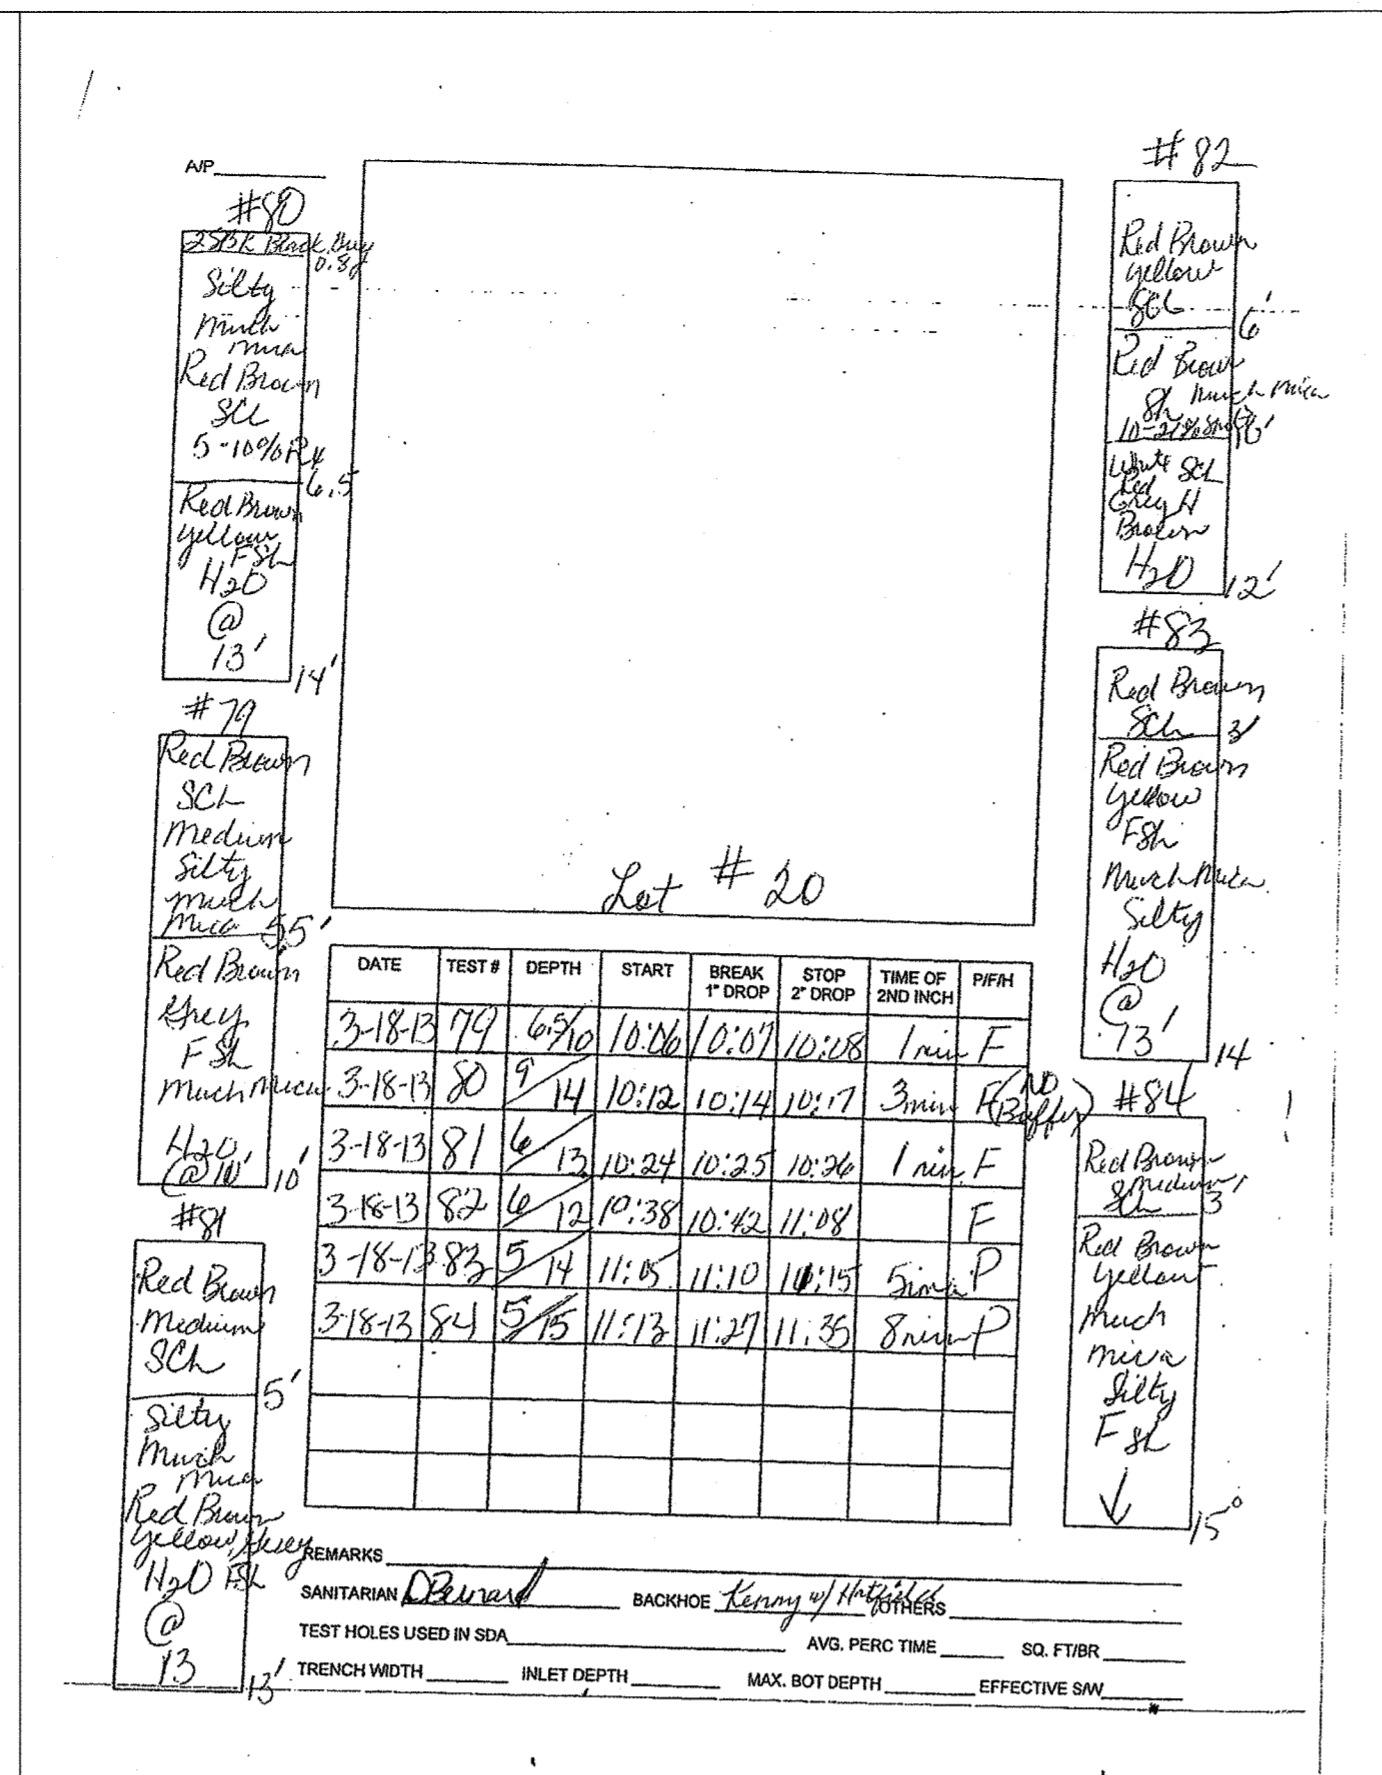 A/P
#80
0.8
Silty
Much
mica
Red Brown
SCL
5-10% R
6.5
Red Brown
yellow
FSL
H2O
@
13'
14'
#79
Red Brown
SCL
Medium
Silty
much
Mica
5.5'
Red Brown
Grey
FSL
Much Mica
H2O
@ 10'
10'
#81
Red Brown
Medium
SCL
5'
Silty
Much
Mica
Red Brown
yellow, Grey
H2O FSL
@
13
13'
Lot # 20
DATE TEST # DEPTH START BREAK 1" DROP STOP 2" DROP TIME OF 2ND INCH P/F/H
3-18-13 79 6.5/10 10:06 10:07 10:08 1 min F
3-18-13 80 9/14 10:12 10:14 10:17 3 min F (NO Buffer)
3-18-13 81 6/13 10:24 10:25 10:26 1 min F
3-18-13 82 6/12 10:38 10:42 11:08 F
3-18-13 83 5/14 11:05 11:10 11:15 5 min P
3-18-13 84 5/15 11:13 11:27 11:35 8 min P
#82
Red Brown
yellow
SCL
6'
Red Brown
SL Much Mica
10'
White SCL
Red
Grey
Brown
H2O
12'
#83
Red Brown
SCL
3'
Red Brown
yellow
FSL
Much Mica
Silty
H2O
@
13'
14
#84
Red Brown
Medium
SCL
3'
Red Brown
yellow
Much
mica
Silty
FSL
15°
REMARKS
SANITARIAN DBernard BACKHOE Kenny w/ Hatfields OTHERS
TEST HOLES USED IN SDA AVG. PERC TIME SQ. FT/BR
TRENCH WIDTH INLET DEPTH MAX. BOT DEPTH EFFECTIVE S/W